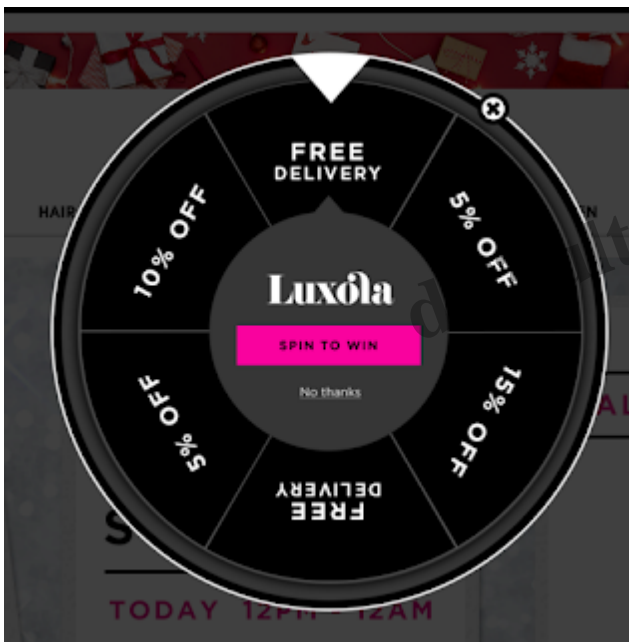 FREE
DELIVERY
5% OFF
15% OFF
FREE
DELIVERY
5% OFF
10% OFF
Luxola
SPIN TO WIN
No thanks
HAIR
TODAY 12PM - 12AM